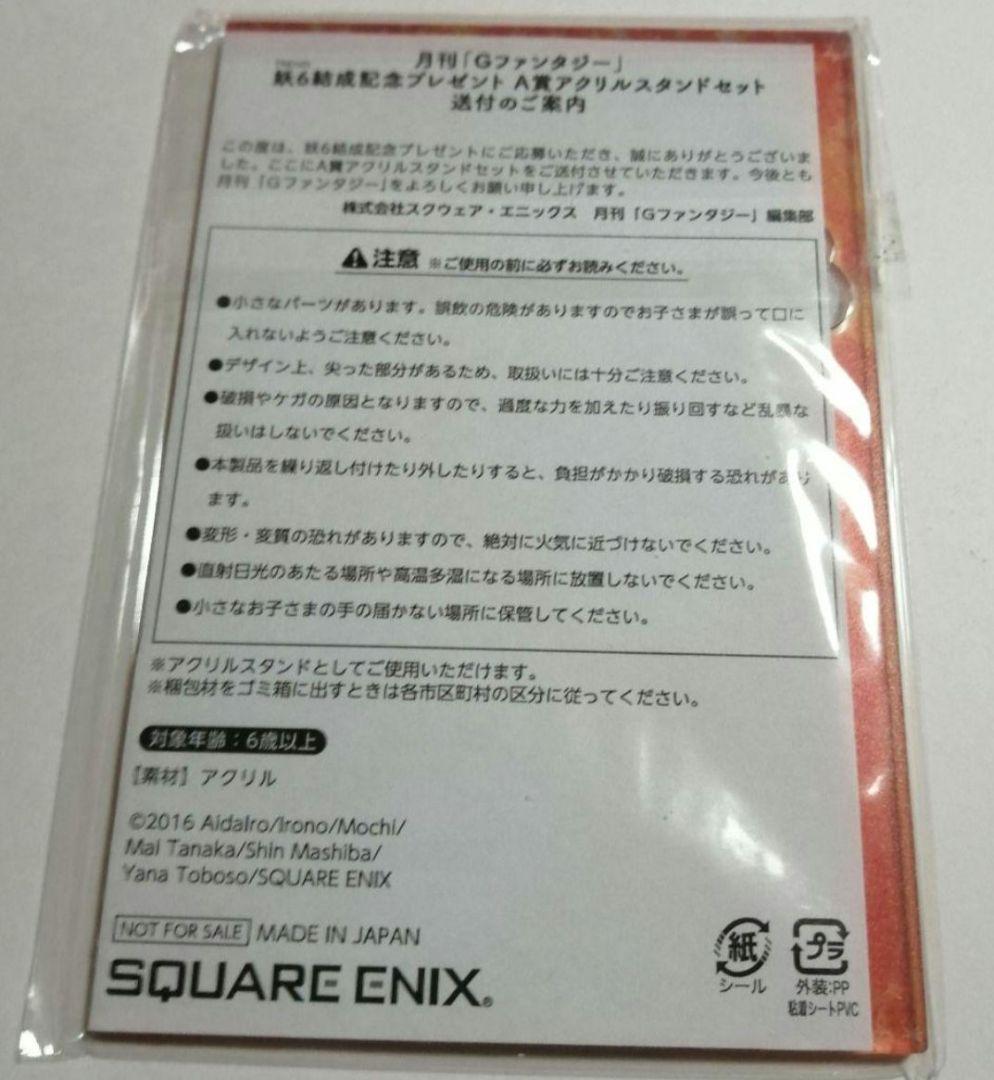 月刊「Gファンタジー」
妖6結成記念プレゼント A賞アクリルスタンドセット
送付のご案内
この度は、妖6結成記念プレゼントにご応募いただき、誠にありがとうございま
した。ここにA賞アクリルスタンドセットをご送付させていただきます。今後とも
月刊「Gファンタジー」をよろしくお願い申し上げます。
株式会社スクウェア・エニックス 月刊「Gファンタジー」編集部
注意 ※ご使用の前に必ずお読みください。
●小さなパーツがあります。誤飲の危険がありますのでお子さまが誤って口に
入れないようご注意ください。
●デザイン上、尖った部分があるため、取扱いには十分ご注意ください。
●破損やケガの原因となりますので、過度な力を加えたり振り回すなど乱暴な
扱いはしないでください。
●本製品を繰り返し付けたり外したりすると、負担がかかり破損する恐れがあり
ます。
●変形・変質の恐れがありますので、絶対に火気に近づけないでください。
●直射日光のあたる場所や高温多湿になる場所に放置しないでください。
●小さなお子さまの手の届かない場所に保管してください。
※アクリルスタンドとしてご使用いただけます。
※梱包材をゴミ箱に出すときは各市区町村の区分に従ってください。
対象年齢：6歳以上
【素材】アクリル
©2016 AidaIro/Irono/Mochi/
Mai Tanaka/Shin Mashiba/
Yana Toboso/SQUARE ENIX
NOT FOR SALE MADE IN JAPAN
SQUARE ENIX®
紙
シール
プラ
外装:PP
粘着シートPVC